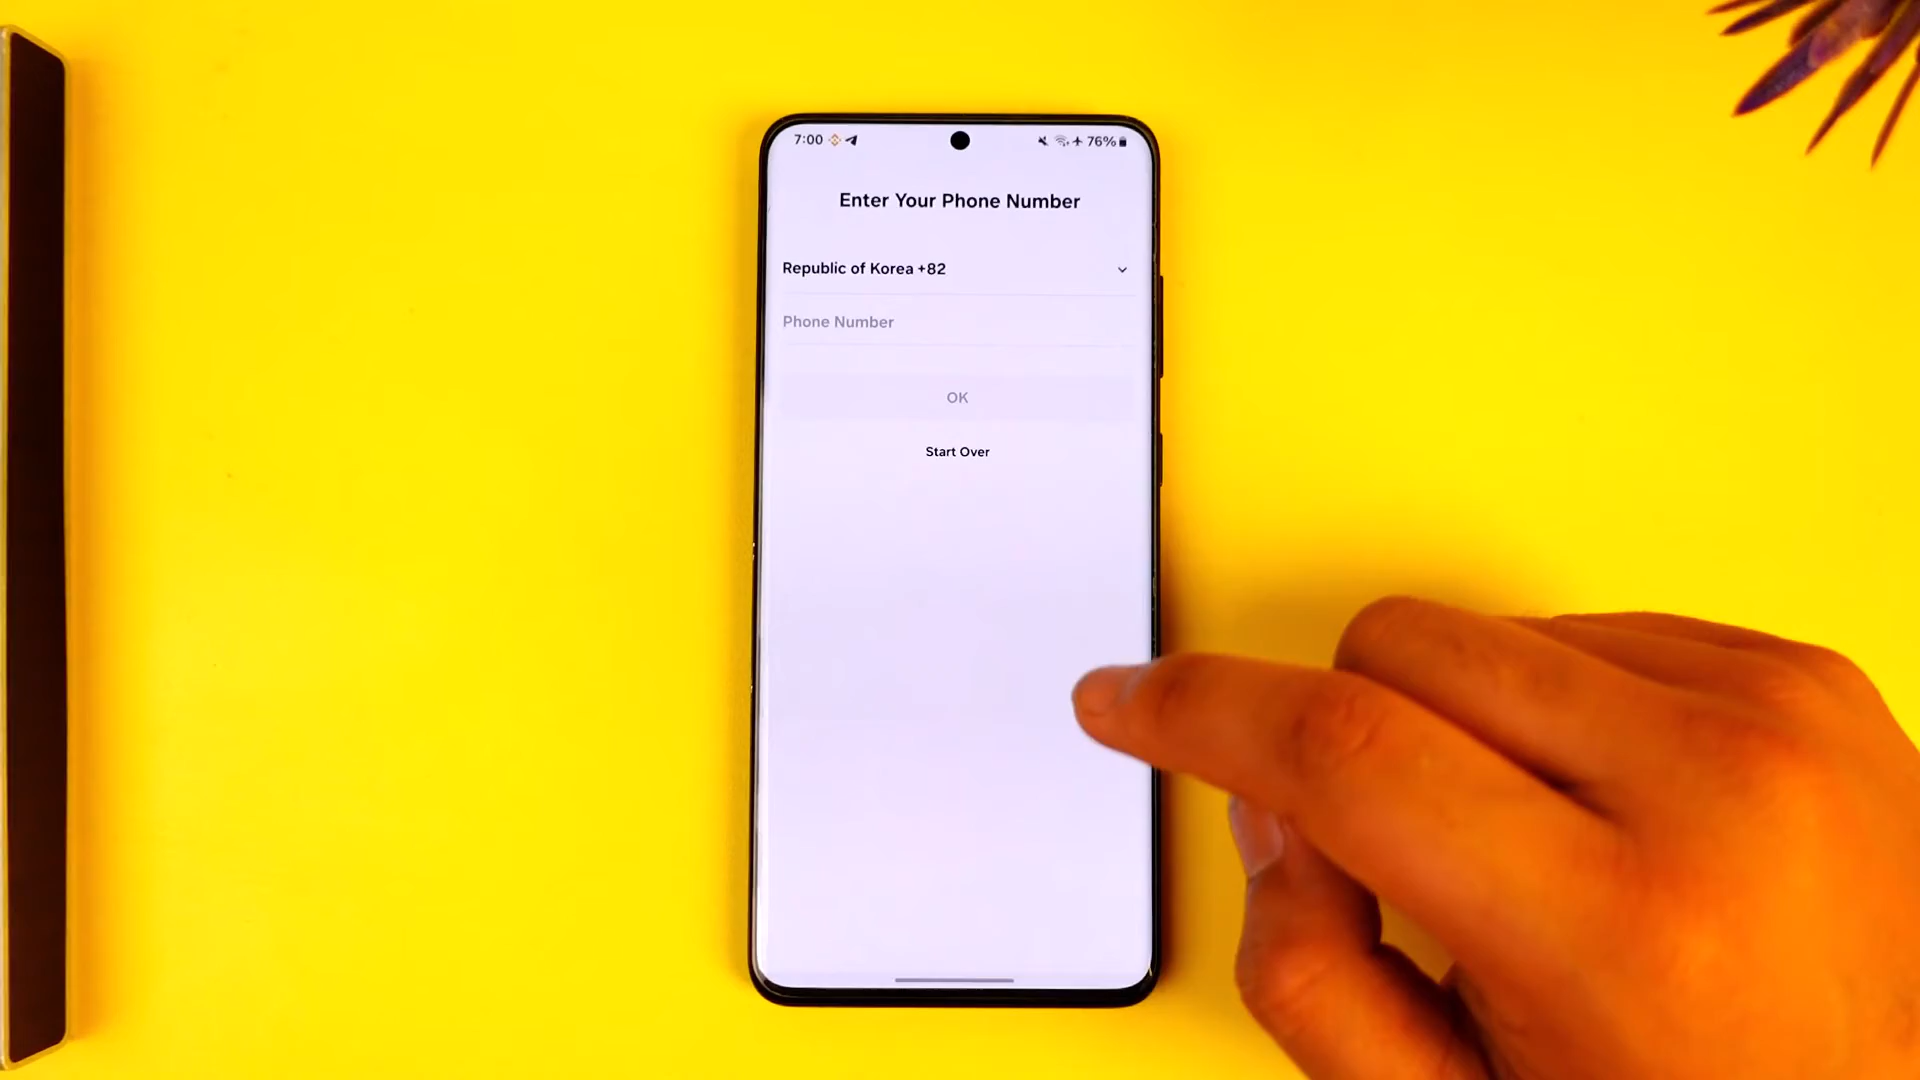 7:00 76%
Enter Your Phone Number
Republic of Korea +82
Phone Number
OK
Start Over